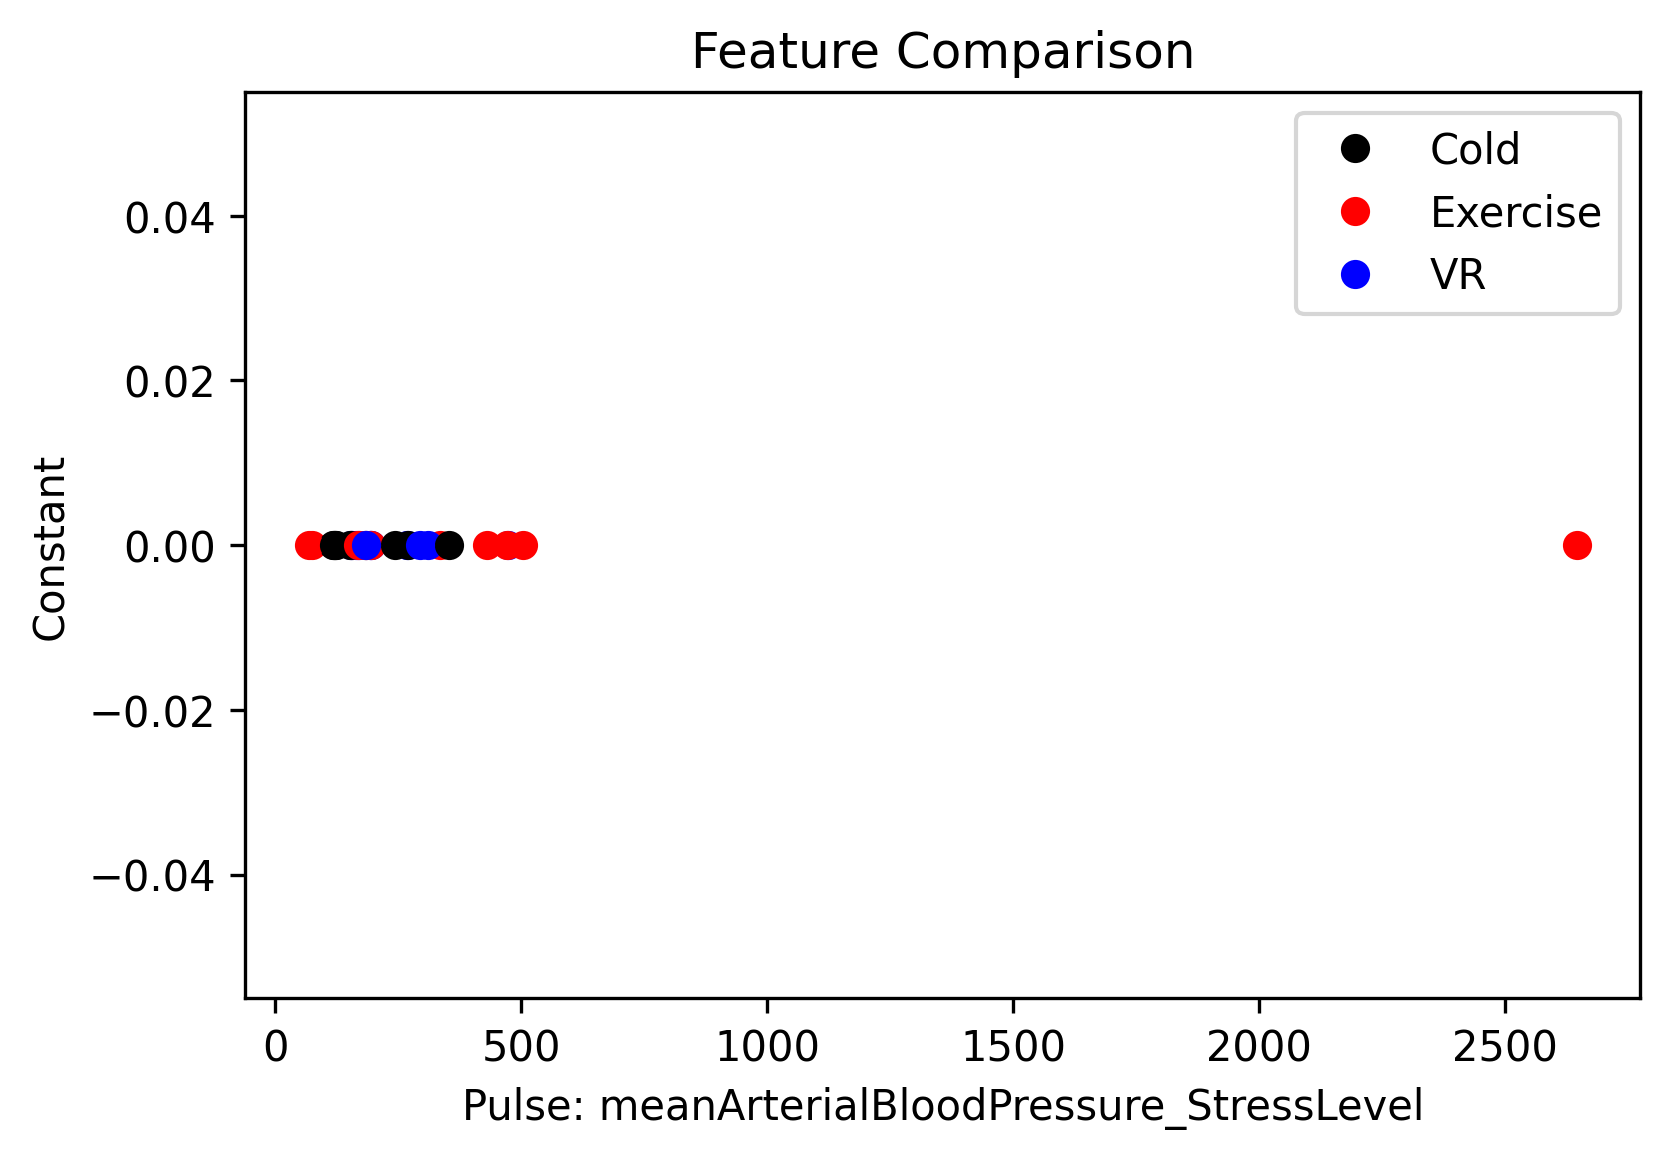 Feature Comparison
Cold
Exercise
VR
0.04
0.02
0.00
−0.02
−0.04
Constant
0 500 1000 1500 2000 2500
Pulse: meanArterialBloodPressure_StressLevel